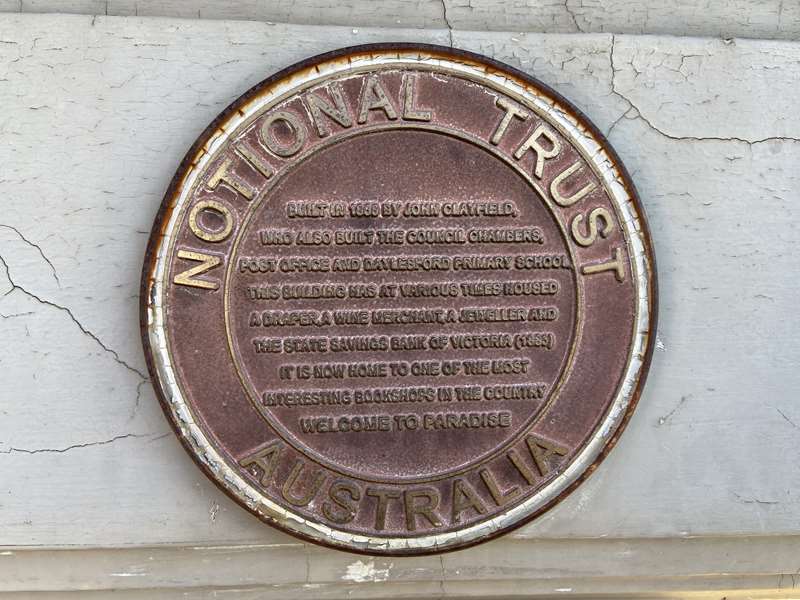 NOTIONAL TRUST
BUILT IN 1868 BY JOHN CLAYFIELD,
WHO ALSO BUILT THE COUNCIL CHAMBERS,
POST OFFICE AND DAYLESFORD PRIMARY SCHOOL
THIS BUILDING HAS AT VARIOUS TIMES HOUSED
A DRAPER, A WINE MERCHANT, A JEWELLER AND
THE STATE SAVINGS BANK OF VICTORIA
IT IS NOW HOME TO ONE OF THE MOST
INTERESTING BOOKSHOPS IN THE COUNTRY
WELCOME TO PARADISE
AUSTRALIA